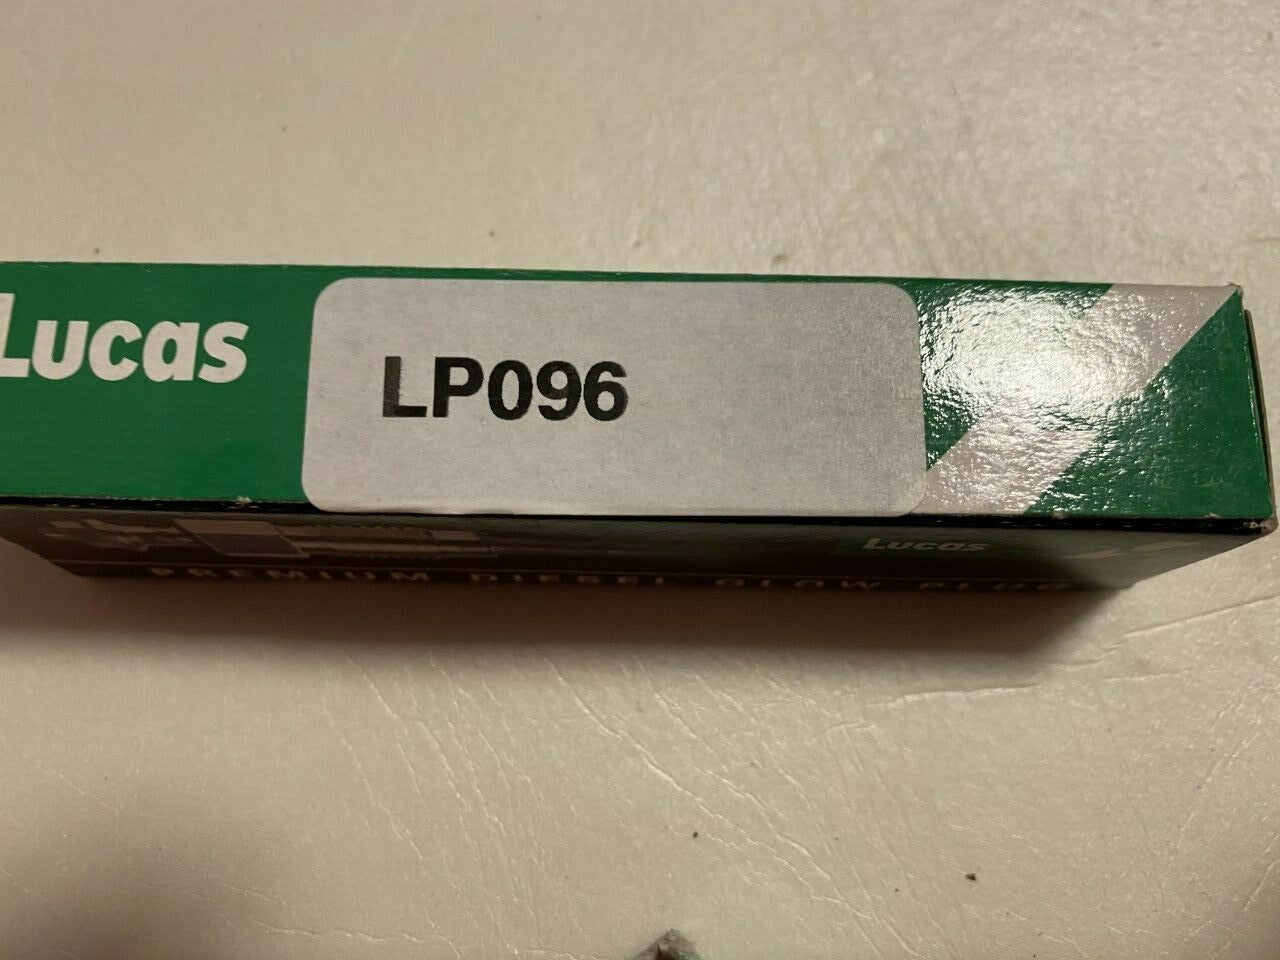 Lucas
LP096
Lucas
PREMIUM DIESEL GLOW PLUG